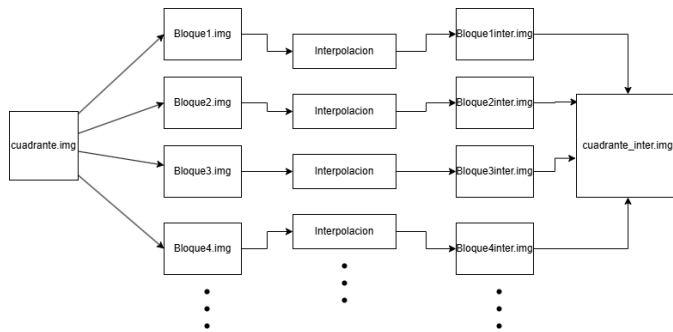 Bloque1.img
Interpolacion
Bloque1inter.img
Bloque2.img
Interpolacion
Bloque2inter.img
cuadrante.img
cuadrante_inter.img
Bloque3.img
Interpolacion
Bloque3inter.img
Bloque4.img
Interpolacion
Bloque4inter.img